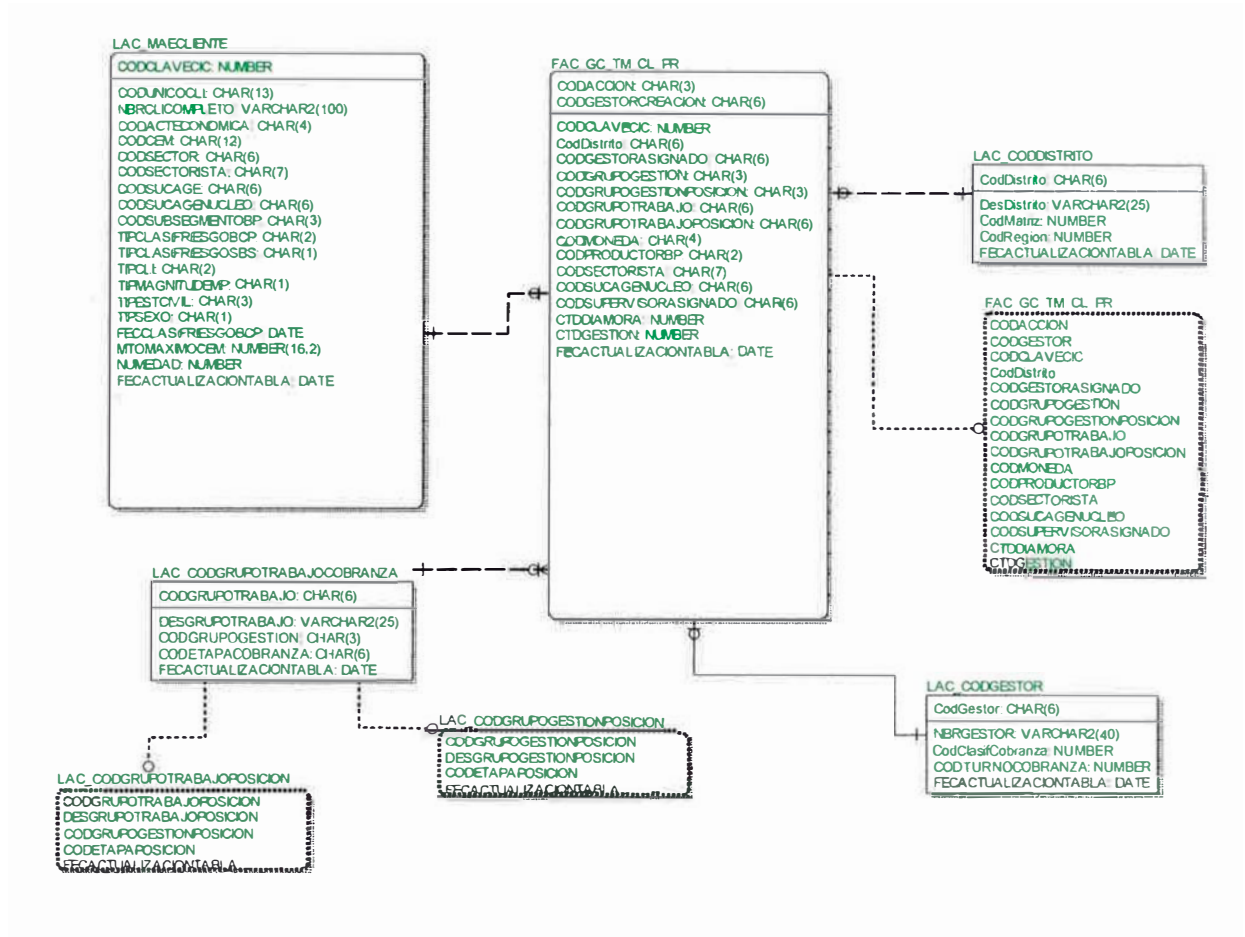 LAC_MAECLIENTE
CODCLAVECIC: NUMBER
CODUNICOCLI: CHAR(13)
NBRCLICOMPLETO: VARCHAR2(100)
CODACTECONOMICA: CHAR(4)
CODCEM: CHAR(12)
CODSECTOR: CHAR(6)
CODSECTORISTA: CHAR(7)
CODSUCAGE: CHAR(6)
CODSUCAGENUCLEO: CHAR(6)
CODSUBSEGMENTOBP: CHAR(3)
TIPCLASIFRIESGOBCP: CHAR(2)
TIPCLASIFRIESGOSBS: CHAR(1)
TIPCLI: CHAR(2)
TIPMAGNITUDEMP: CHAR(1)
TIPESTCIVIL: CHAR(3)
TIPSEXO: CHAR(1)
FECCLASIFRIESGOBCP: DATE
MTOMAXIMOCEM: NUMBER(16,2)
NUMEDAD: NUMBER
FECACTUALIZACIONTABLA: DATE
FAC_GC_TM_CL_PR
CODACCION: CHAR(3)
CODGESTORCREACION: CHAR(6)
CODCLAVECIC: NUMBER
CodDistrito: CHAR(6)
CODGESTORASIGNADO: CHAR(6)
CODGRUPOGESTION: CHAR(3)
CODGRUPOGESTIONPOSICION: CHAR(3)
CODGRUPOTRABAJO: CHAR(6)
CODGRUPOTRABAJOPOSICION: CHAR(6)
CODMONEDA: CHAR(4)
CODPRODUCTORBP: CHAR(2)
CODSECTORISTA: CHAR(7)
CODSUCAGENUCLEO: CHAR(6)
CODSUPERVISORASIGNADO: CHAR(6)
CTDDIAMORA: NUMBER
CTDGESTION: NUMBER
FECACTUALIZACIONTABLA: DATE
LAC_CODDISTRITO
CodDistrito: CHAR(6)
DesDistrito: VARCHAR2(25)
CodMatriz: NUMBER
CodRegion: NUMBER
FECACTUALIZACIONTABLA: DATE
FAC_GC_TM_CL_PR
CODACCION
CODGESTOR
CODCLAVECIC
CodDistrito
CODGESTORASIGNADO
CODGRUPOGESTION
CODGRUPOGESTIONPOSICION
CODGRUPOTRABAJO
CODGRUPOTRABAJOPOSICION
CODMONEDA
CODPRODUCTORBP
CODSECTORISTA
CODSUCAGENUCLEO
CODSUPERVISORASIGNADO
CTDDIAMORA
CTDGESTION
LAC_CODGRUPOTRABAJOCOBRANZA
CODGRUPOTRABAJO: CHAR(6)
DESGRUPOTRABAJO: VARCHAR2(25)
CODGRUPOGESTION: CHAR(3)
CODETAPACOBRANZA: CHAR(6)
FECACTUALIZACIONTABLA: DATE
LAC_CODGRUPOGESTIONPOSICION
CODGRUPOGESTIONPOSICION
DESGRUPOGESTIONPOSICION
CODETAPAPOSICION
FECACTUALIZACIONTABLA
LAC_CODGESTOR
CodGestor: CHAR(6)
NBRGESTOR: VARCHAR2(40)
CodClasifCobranza: NUMBER
CODTURNOCOBRANZA: NUMBER
FECACTUALIZACIONTABLA: DATE
LAC_CODGRUPOTRABAJOPOSICION
CODGRUPOTRABAJOPOSICION
DESGRUPOTRABAJOPOSICION
CODGRUPOGESTIONPOSICION
CODETAPAPOSICION
FECACTUALIZACIONTABLA